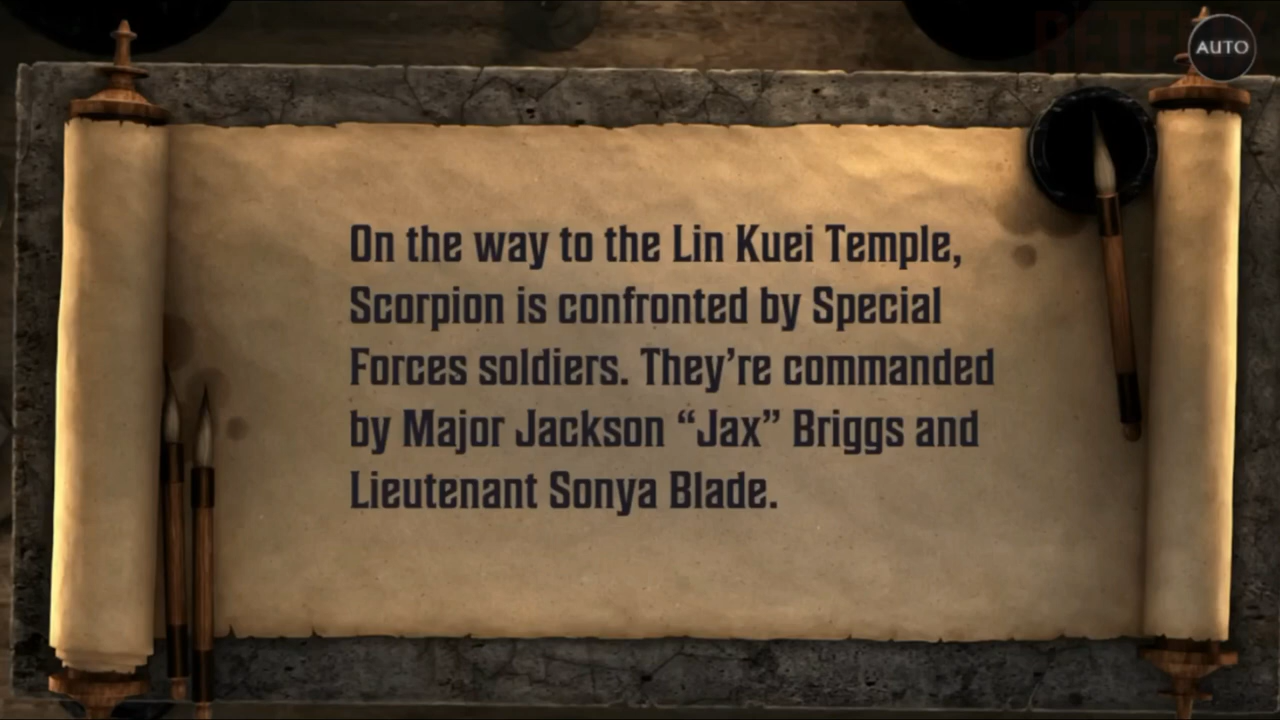 AUTO
On the way to the Lin Kuei Temple,
Scorpion is confronted by Special
Forces soldiers. They’re commanded
by Major Jackson “Jax” Briggs and
Lieutenant Sonya Blade.